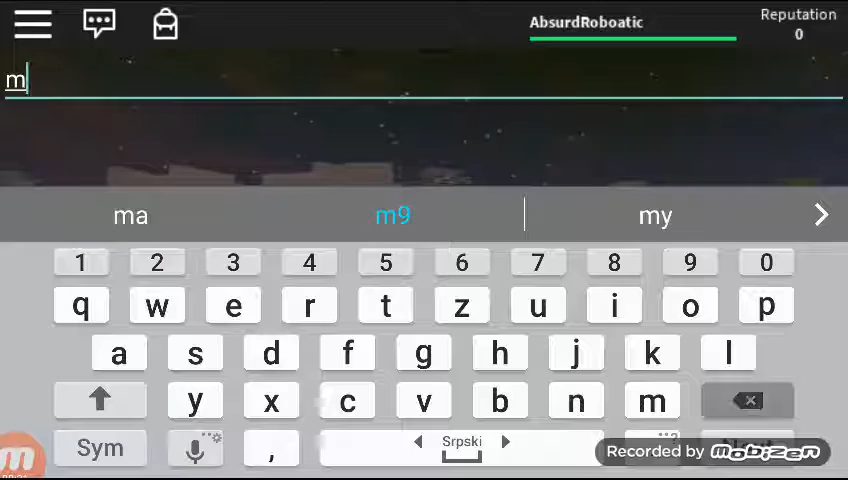 AbsurdRoboatic
Reputation
0
m
ma m9 my
1 2 3 4 5 6 7 8 9 0
q w e r t z u i o p
a s d f g h j k l
y x c v b n m
Sym , Srpski
Recorded by mobizen